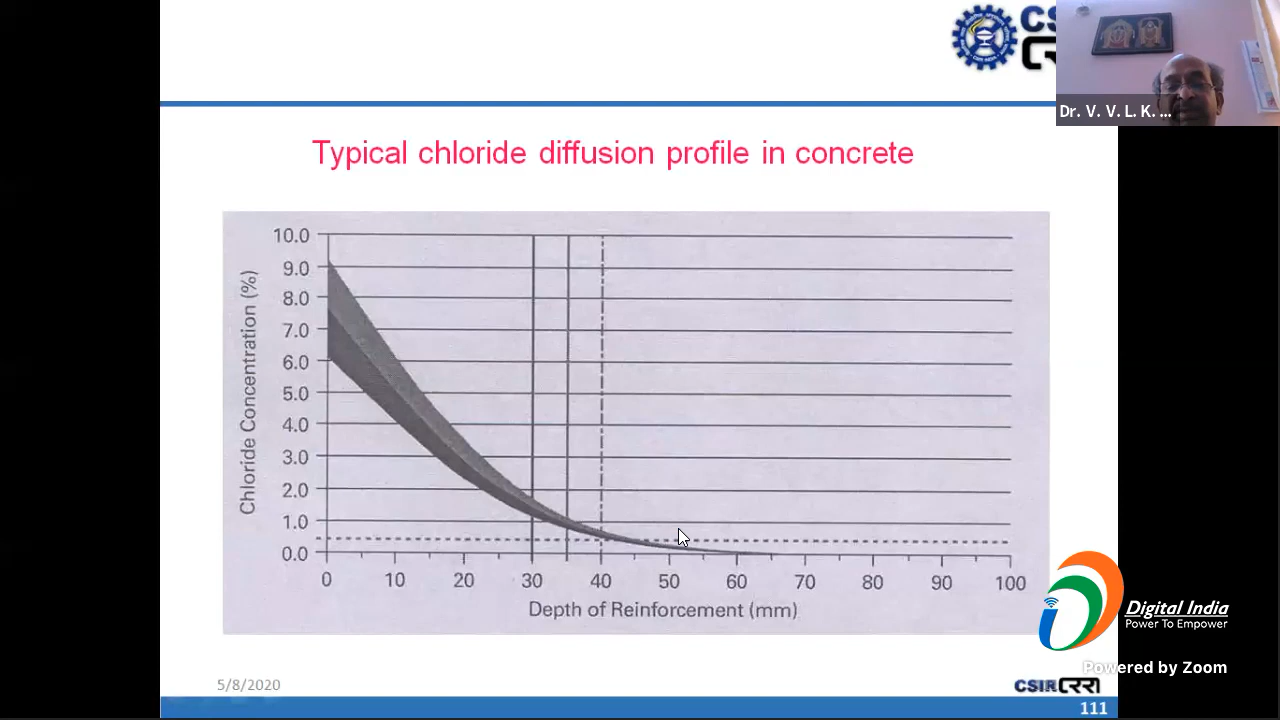 CS
Dr. V. V. L. K. ...
Typical chloride diffusion profile in concrete
10.0
9.0
8.0
7.0
6.0
5.0
4.0
3.0
2.0
1.0
0.0
Chloride Concentration (%)
0 10 20 30 40 50 60 70 80 90 100
Depth of Reinforcement (mm)
Digital India
Power To Empower
Powered by Zoom
5/8/2020
CSIR CRRI
111